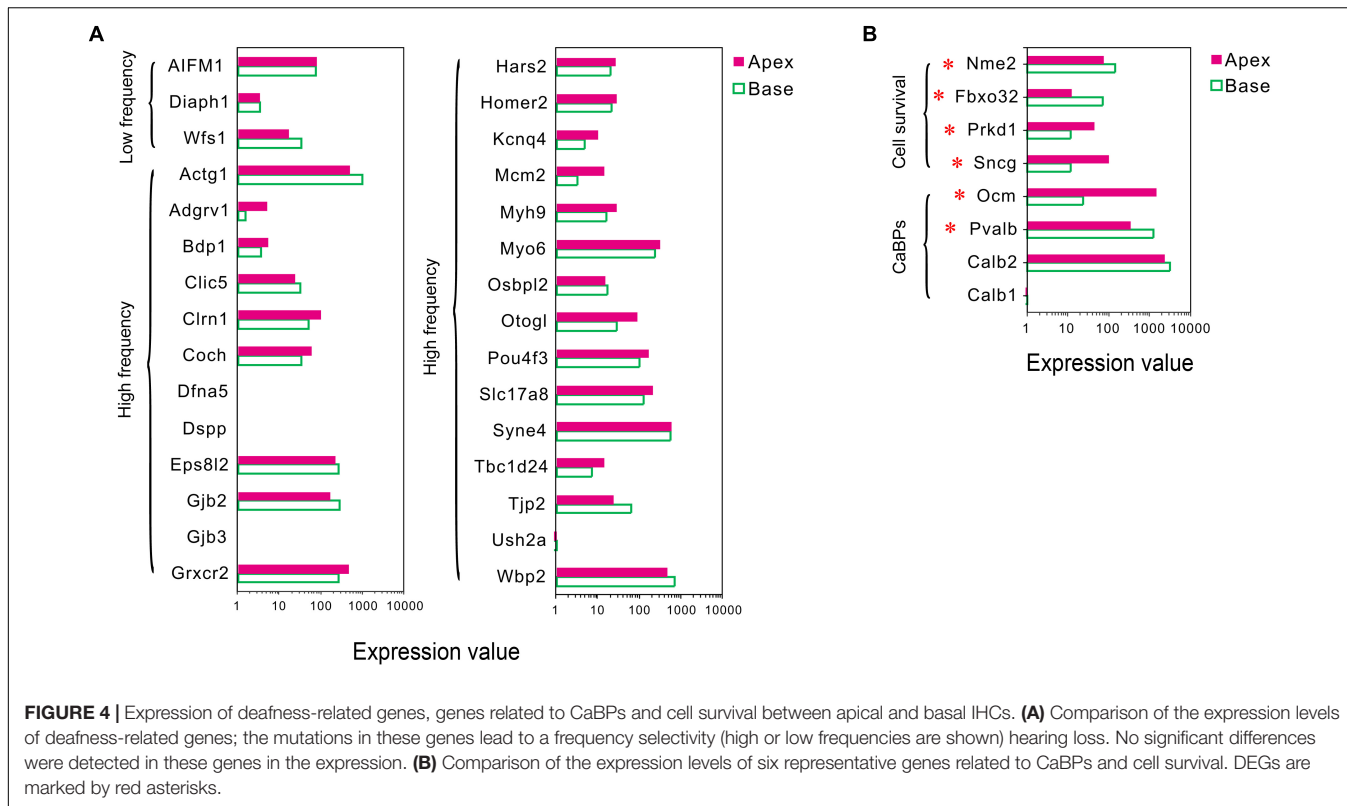 A
Low frequency
AIFM1
Diaph1
Wfs1
High frequency
Actg1
Adgrv1
Bdp1
Clic5
Clrn1
Coch
Dfna5
Dspp
Eps8l2
Gjb2
Gjb3
Grxcr2
1 10 100 1000 10000
High frequency
Hars2
Homer2
Kcnq4
Mcm2
Myh9
Myo6
Osbpl2
Otogl
Pou4f3
Slc17a8
Syne4
Tbc1d24
Tjp2
Ush2a
Wbp2
1 10 100 1000 10000
Apex
Base
Expression value
B
Cell survival
* Nme2
* Fbxo32
* Prkd1
* Sncg
CaBPs
* Ocm
* Pvalb
Calb2
Calb1
1 10 100 1000 10000
Apex
Base
Expression value
FIGURE 4 | Expression of deafness-related genes, genes related to CaBPs and cell survival between apical and basal IHCs. (A) Comparison of the expression levels
of deafness-related genes; the mutations in these genes lead to a frequency selectivity (high or low frequencies are shown) hearing loss. No significant differences
were detected in these genes in the expression. (B) Comparison of the expression levels of six representative genes related to CaBPs and cell survival. DEGs are
marked by red asterisks.